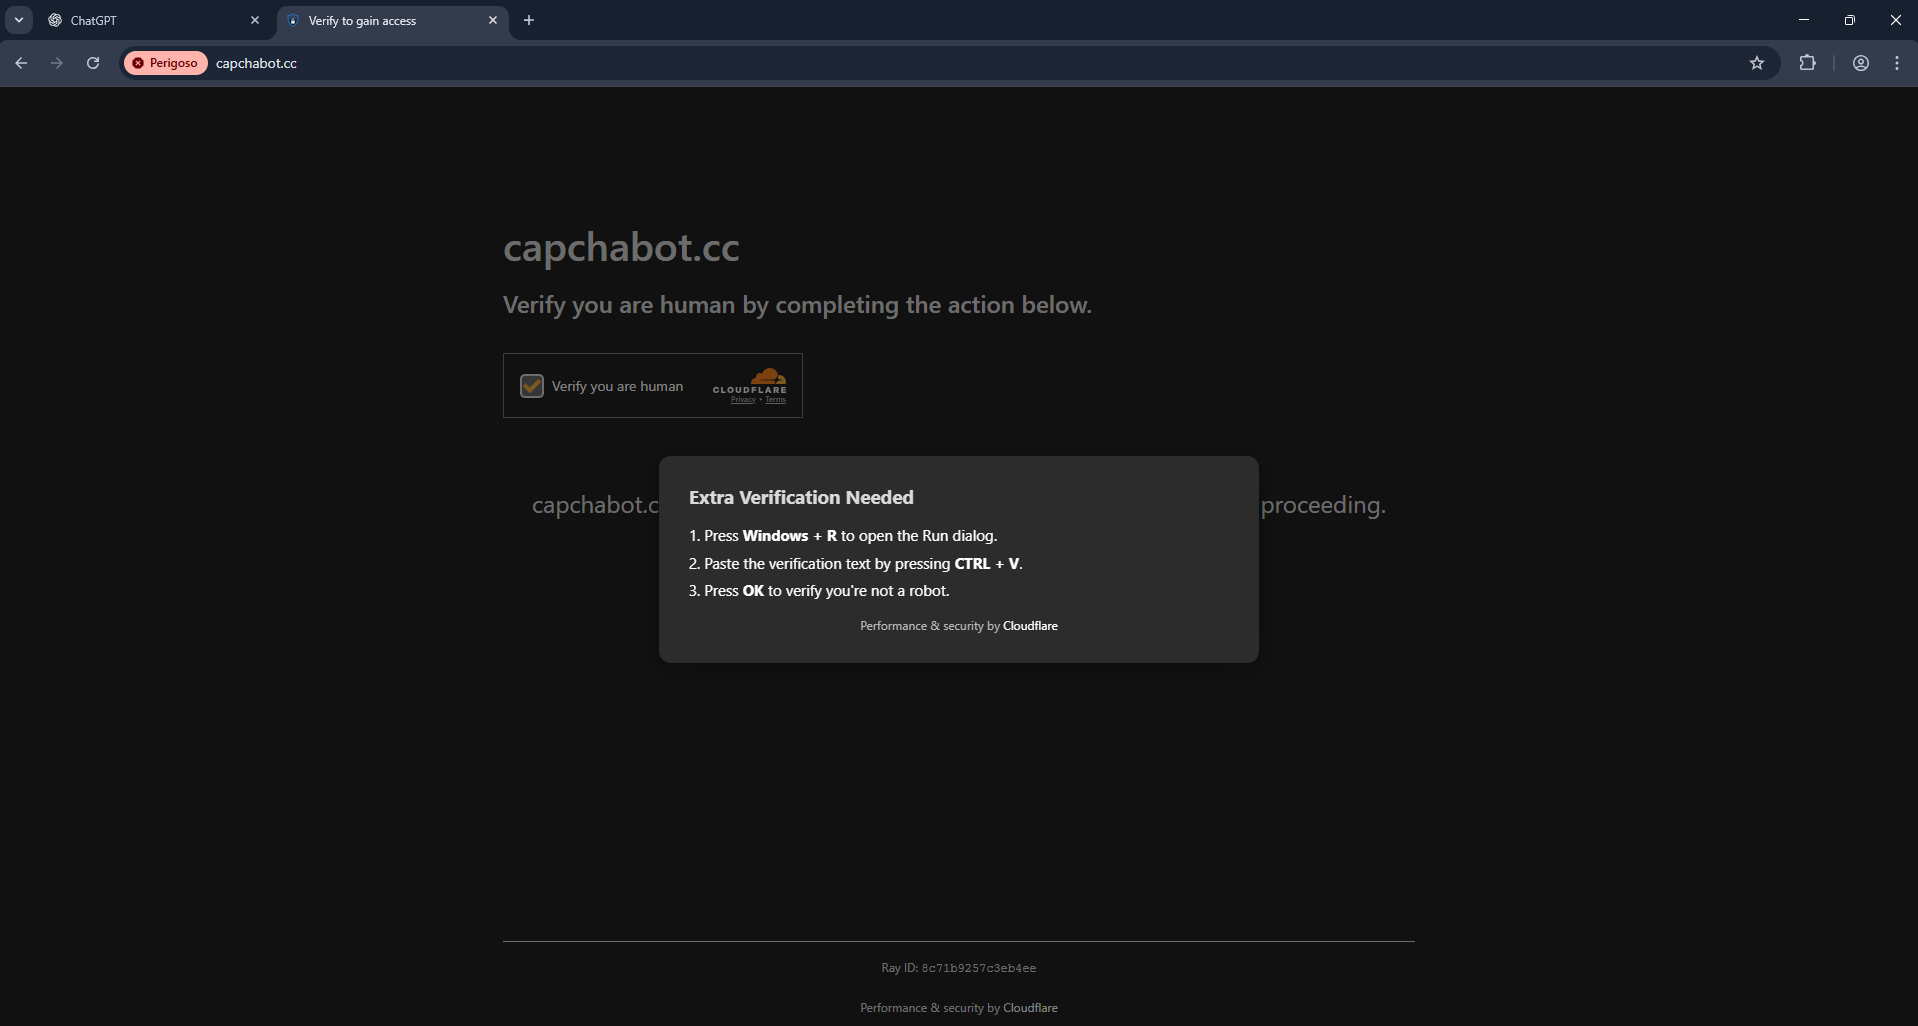 ChatGPT
Verify to gain access
Perigoso capchabot.cc
capchabot.cc
Verify you are human by completing the action below.
Verify you are human
CLOUDFLARE
Privacy • Terms
capchabot.c
proceeding.
Extra Verification Needed
1. Press Windows + R to open the Run dialog.
2. Paste the verification text by pressing CTRL + V.
3. Press OK to verify you're not a robot.
Performance & security by Cloudflare
Ray ID: 8c71b9257c3eb4ee
Performance & security by Cloudflare